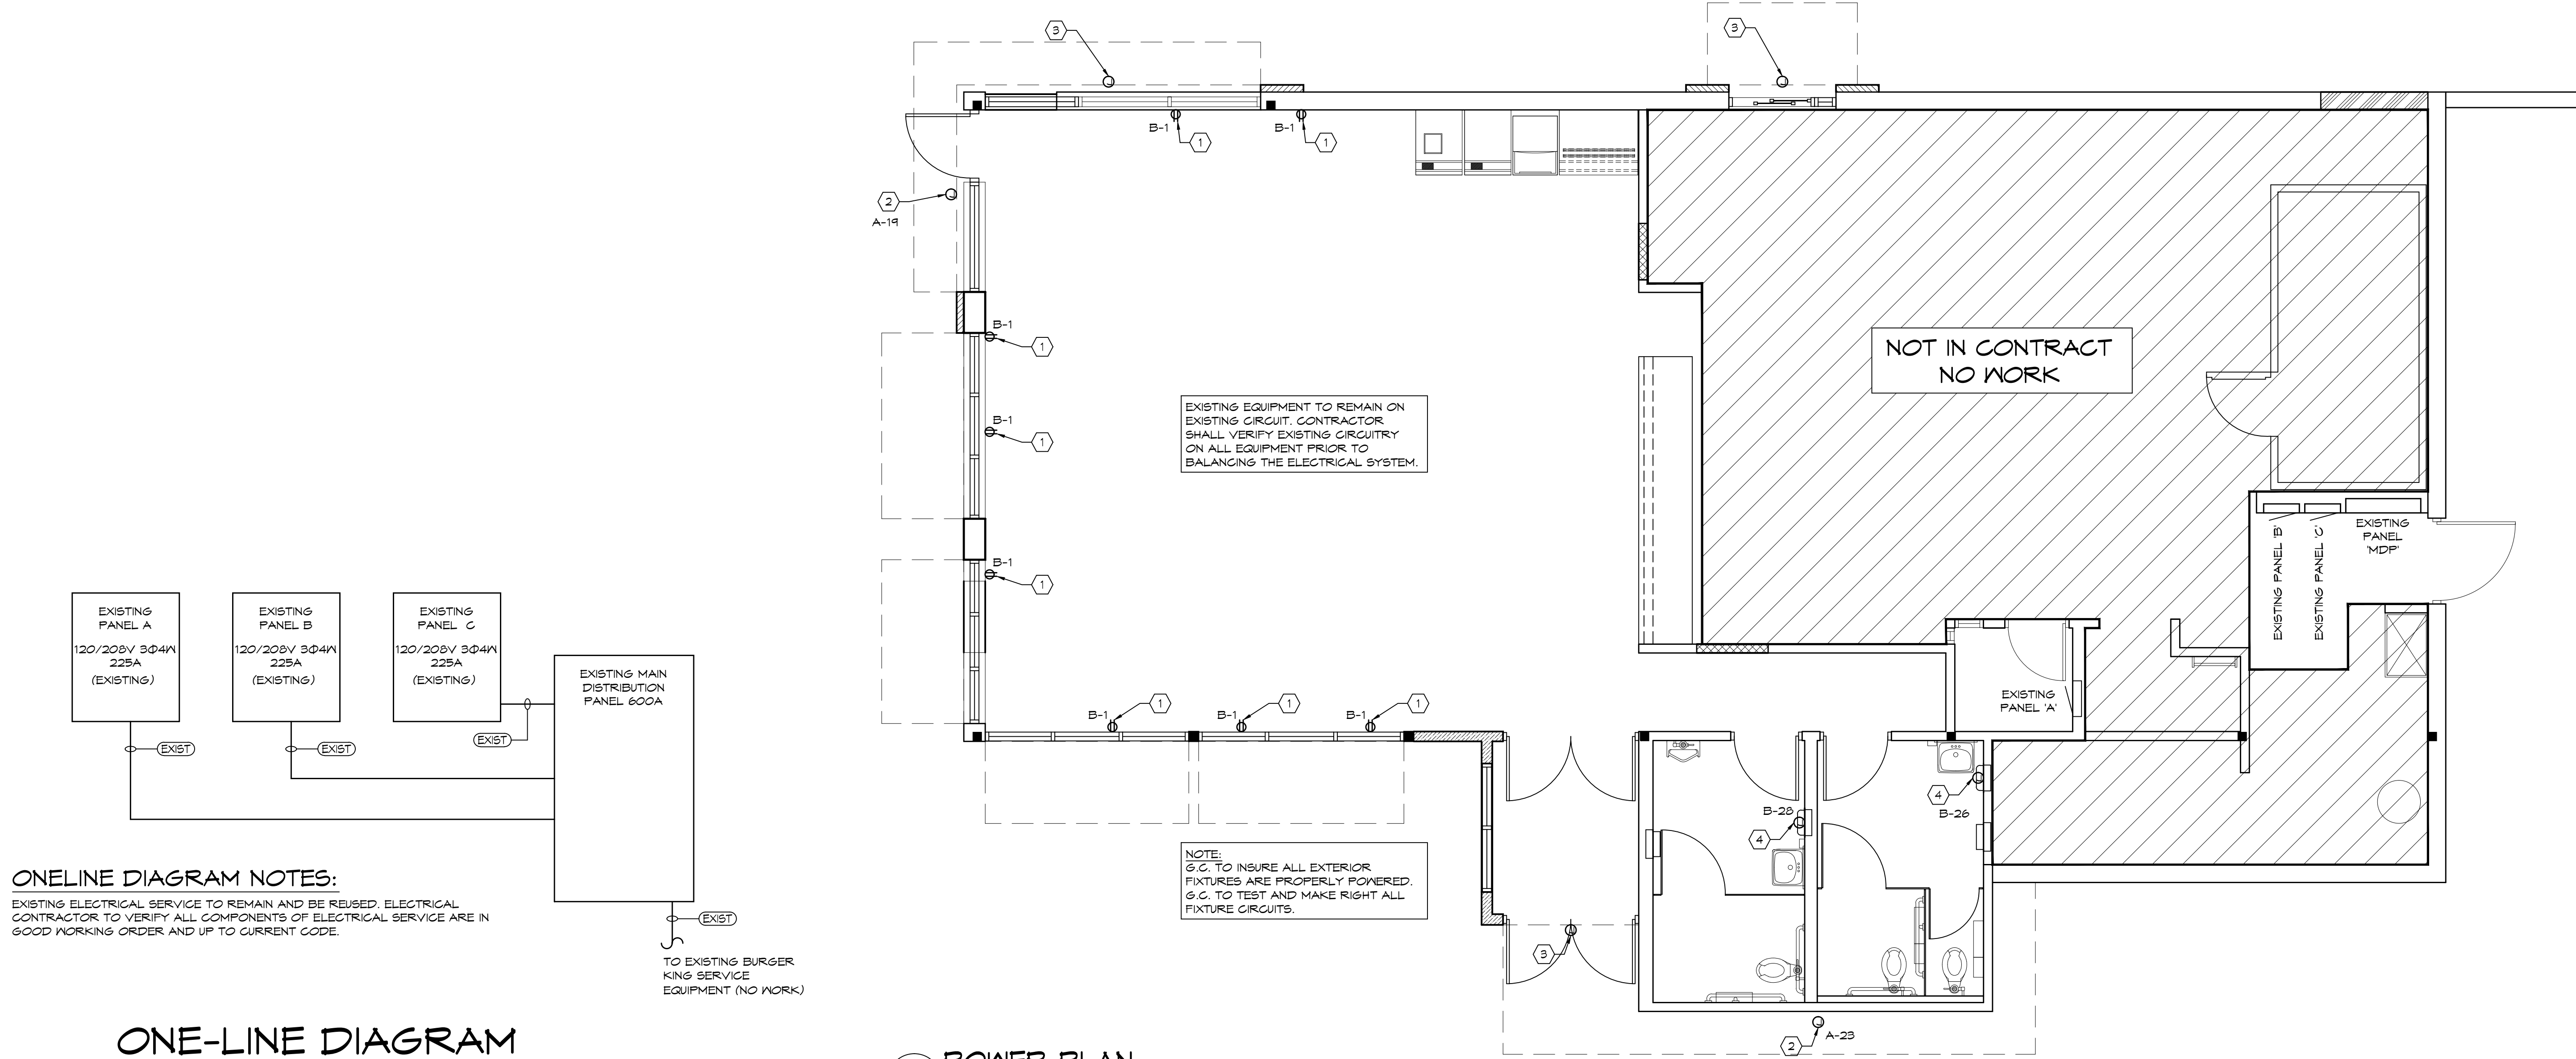 3
3
B-1
1
B-1
1
2
A-19
B-1
1
NOT IN CONTRACT
NO WORK
EXISTING EQUIPMENT TO REMAIN ON
EXISTING CIRCUIT. CONTRACTOR
SHALL VERIFY EXISTING CIRCUITRY
ON ALL EQUIPMENT PRIOR TO
BALANCING THE ELECTRICAL SYSTEM.
B-1
1
B-1
1
EXISTING PANEL 'B'
EXISTING PANEL 'C'
EXISTING
PANEL
'MDP'
EXISTING
PANEL A
120/208V 3Φ4W
225A
(EXISTING)
EXISTING
PANEL B
120/208V 3Φ4W
225A
(EXISTING)
EXISTING
PANEL C
120/208V 3Φ4W
225A
(EXISTING)
EXISTING MAIN
DISTRIBUTION
PANEL 600A
EXIST
EXIST
EXIST
EXIST
TO EXISTING BURGER
KING SERVICE
EQUIPMENT (NO WORK)
EXISTING
PANEL 'A'
B-1
1
B-1
1
B-1
1
4
B-26
B-28
4
ONELINE DIAGRAM NOTES:
EXISTING ELECTRICAL SERVICE TO REMAIN AND BE REUSED. ELECTRICAL
CONTRACTOR TO VERIFY ALL COMPONENTS OF ELECTRICAL SERVICE ARE IN
GOOD WORKING ORDER AND UP TO CURRENT CODE.
NOTE:
G.C. TO INSURE ALL EXTERIOR
FIXTURES ARE PROPERLY POWERED.
G.C. TO TEST AND MAKE RIGHT ALL
FIXTURE CIRCUITS.
3
2
A-23
ONE-LINE DIAGRAM
POWER PLAN